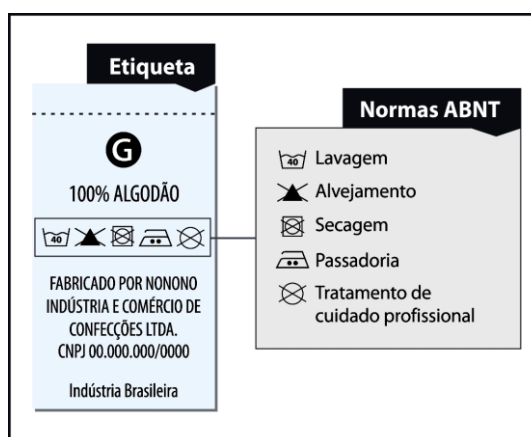 Etiqueta
G
100% ALGODÃO
40
FABRICADO POR NONONO
INDÚSTRIA E COMÉRCIO DE
CONFECÇÕES LTDA.
CNPJ 00.000.000/0000
Indústria Brasileira
Normas ABNT
40 Lavagem
Alvejamento
Secagem
Passadoria
Tratamento de
cuidado profissional